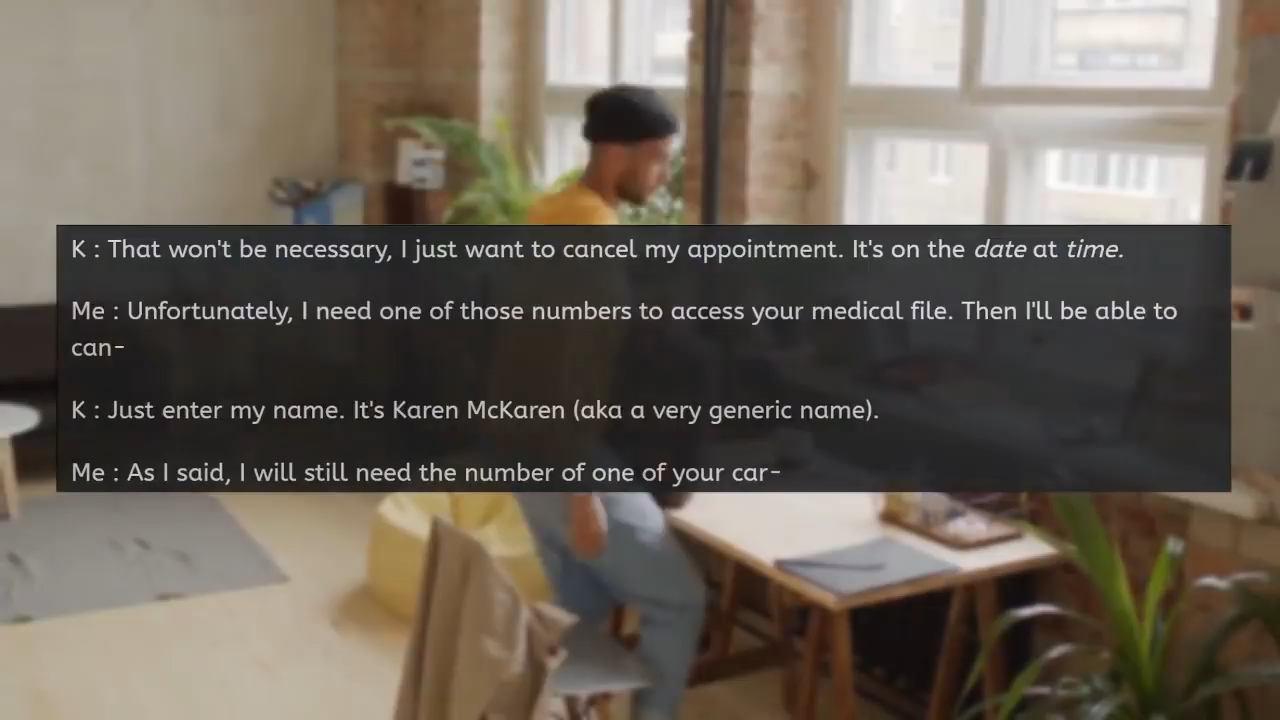 K : That won't be necessary, I just want to cancel my appointment. It's on the date at time.
Me : Unfortunately, I need one of those numbers to access your medical file. Then I'll be able to
can-
K : Just enter my name. It's Karen McKaren (aka a very generic name).
Me : As I said, I will still need the number of one of your car-